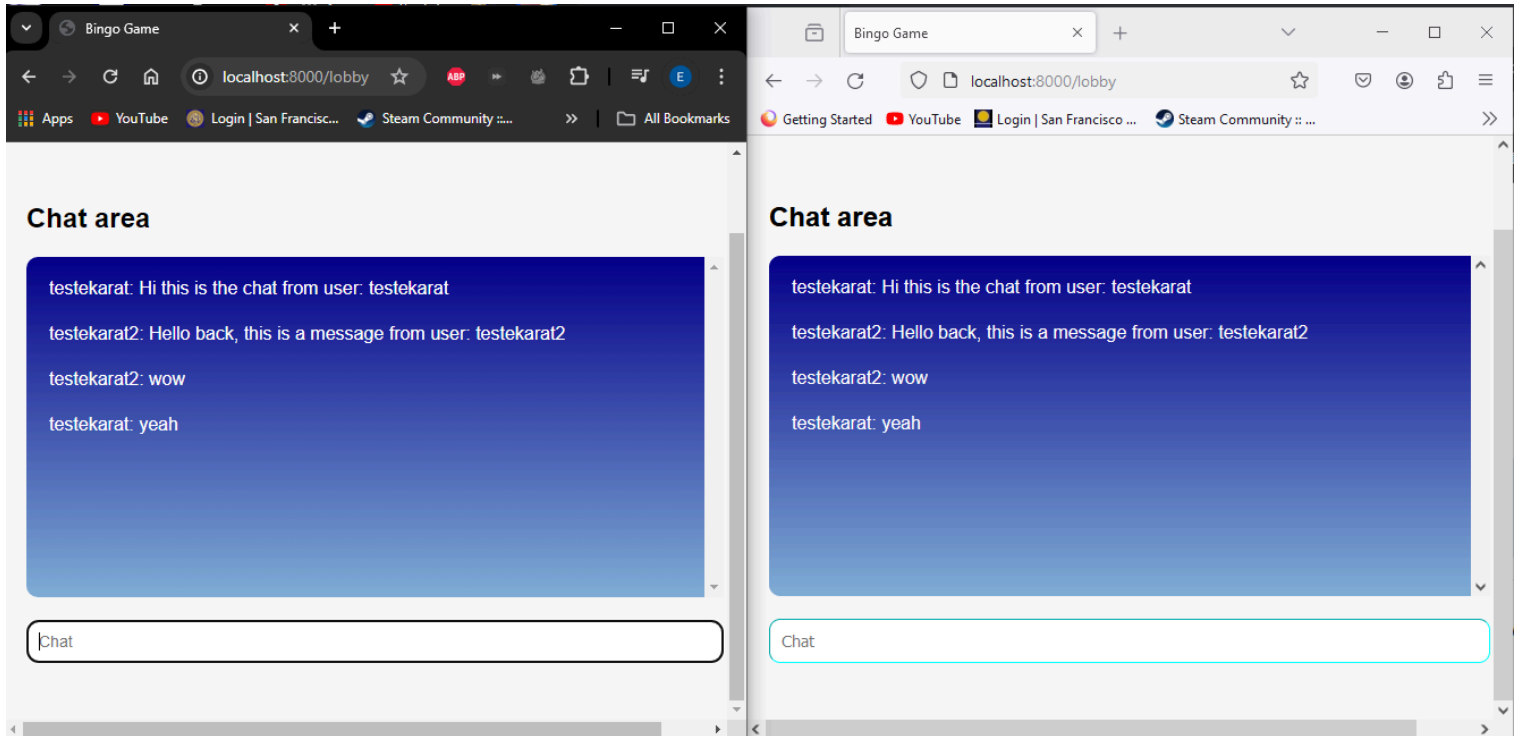 Bingo Game
localhost:8000/lobby
ABP
E
Apps YouTube Login | San Francisc... Steam Community ::... All Bookmarks
Chat area
testekarat: Hi this is the chat from user: testekarat
testekarat2: Hello back, this is a message from user: testekarat2
testekarat2: wow
testekarat: yeah
Chat
Bingo Game
localhost:8000/lobby
Getting Started YouTube Login | San Francisco ... Steam Community :: ...
Chat area
testekarat: Hi this is the chat from user: testekarat
testekarat2: Hello back, this is a message from user: testekarat2
testekarat2: wow
testekarat: yeah
Chat